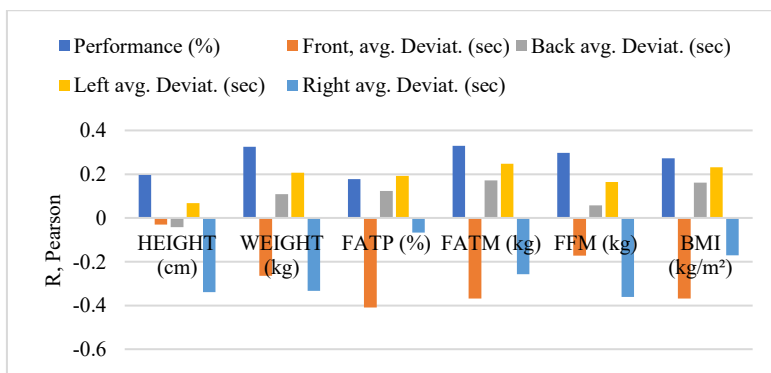 Performance (%) Front, avg. Deviat. (sec) Back avg. Deviat. (sec)
Left avg. Deviat. (sec) Right avg. Deviat. (sec)
R, Pearson
0.4
0.2
0
-0.2
-0.4
-0.6
HEIGHT WEIGHT FATP (%) FATM (kg) FFM (kg) BMI
(cm) (kg) (kg/m²)